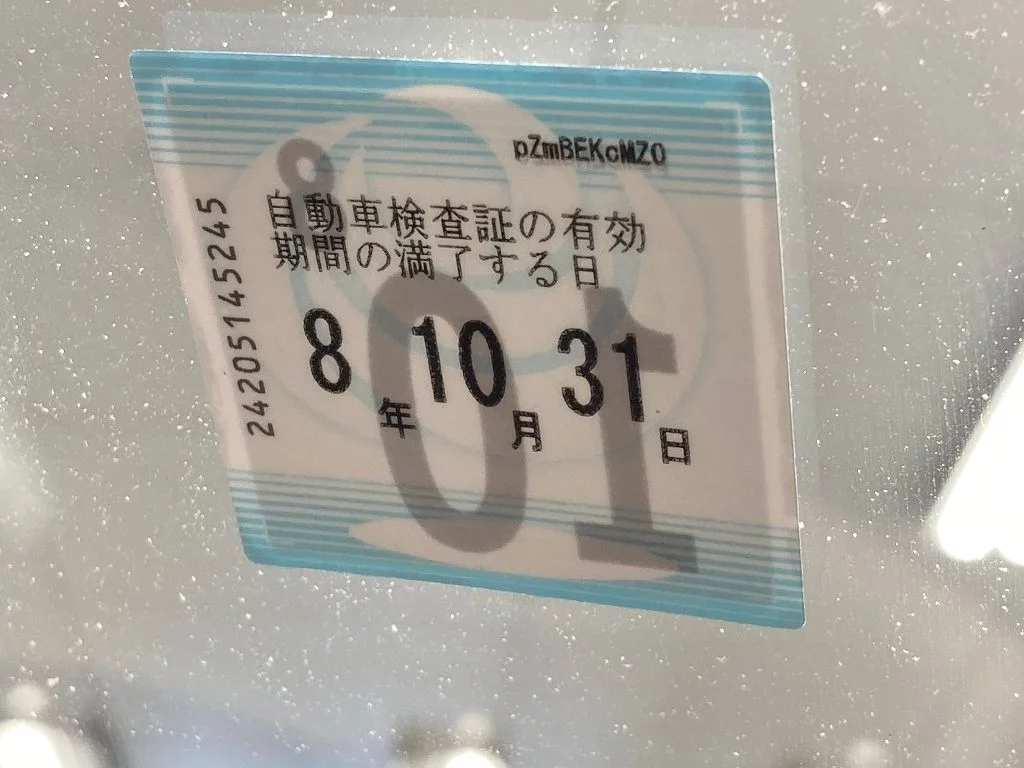 pZmBEKcMZO
自動車検査証の有効
期間の満了する日
8年10月31日
24205145245